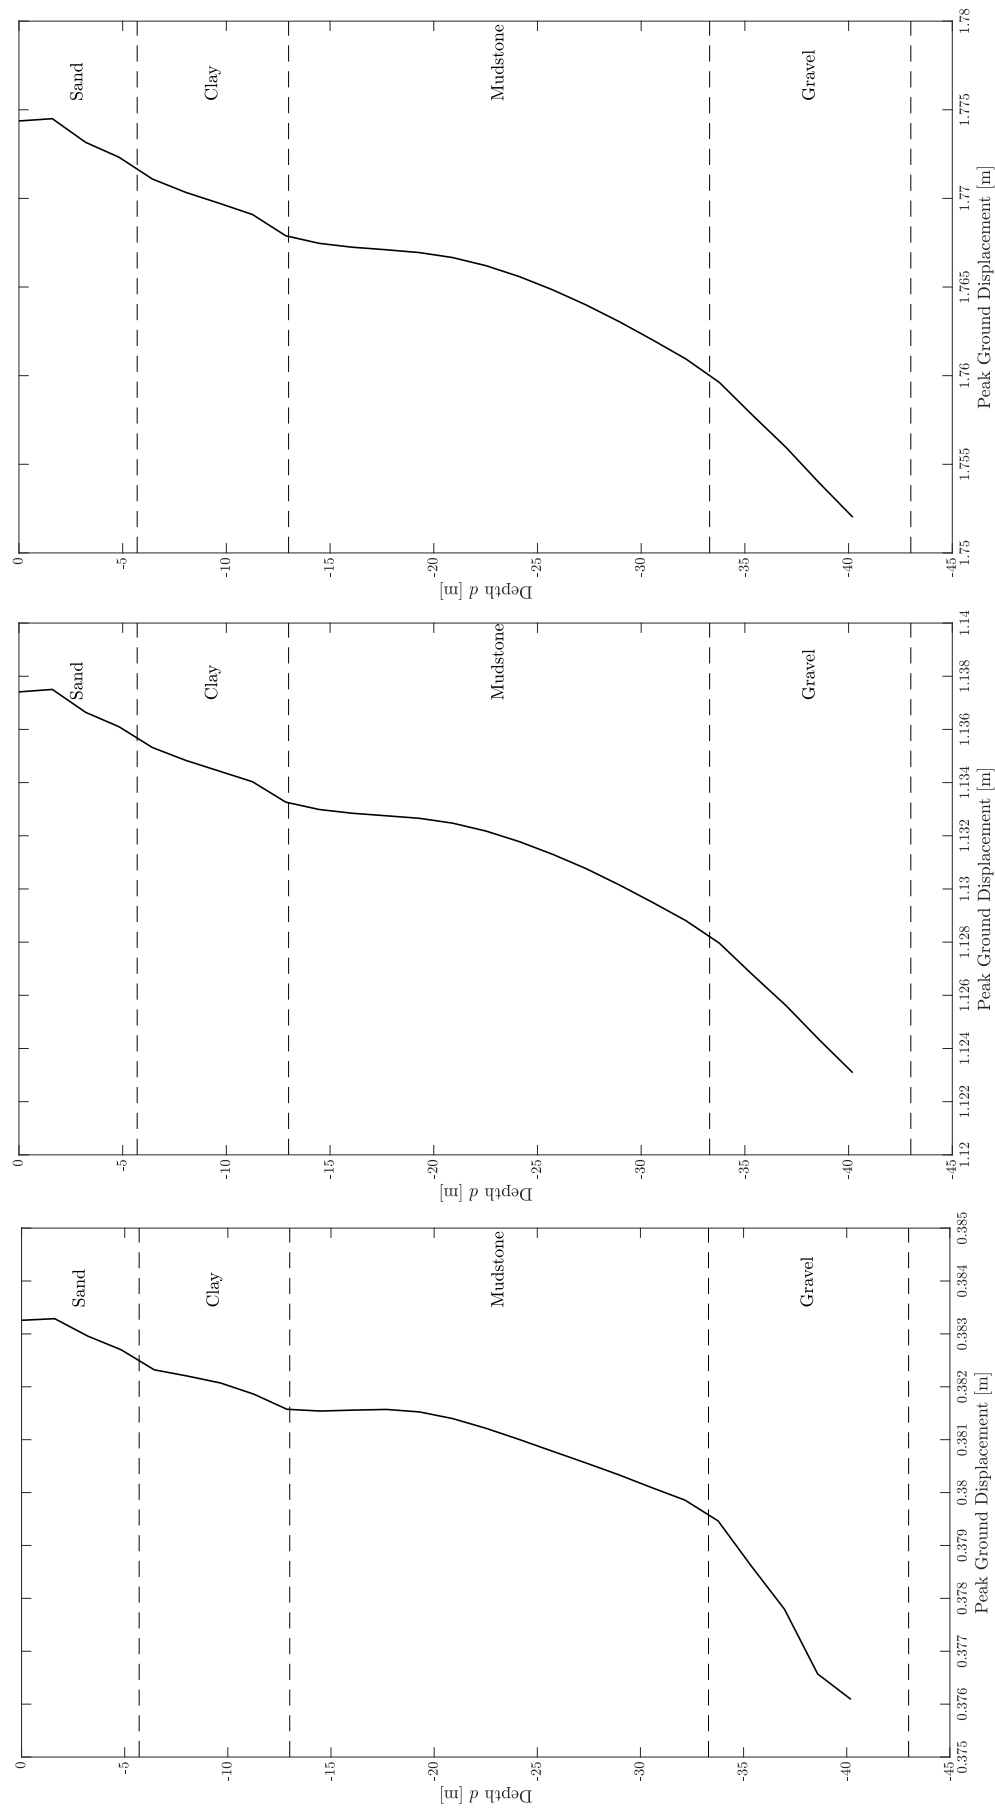 Depth d [m]
0
-5
-10
-15
-20
-25
-30
-35
-40
-45
Sand
Clay
Mudstone
Gravel
0.375 0.376 0.377 0.378 0.379 0.38 0.381 0.382 0.383 0.384 0.385
Peak Ground Displacement [m]
Depth d [m]
0
-5
-10
-15
-20
-25
-30
-35
-40
-45
Sand
Clay
Mudstone
Gravel
1.12 1.122 1.124 1.126 1.128 1.13 1.132 1.134 1.136 1.138 1.14
Peak Ground Displacement [m]
Depth d [m]
0
-5
-10
-15
-20
-25
-30
-35
-40
-45
Sand
Clay
Mudstone
Gravel
1.75 1.755 1.76 1.765 1.77 1.775 1.78
Peak Ground Displacement [m]